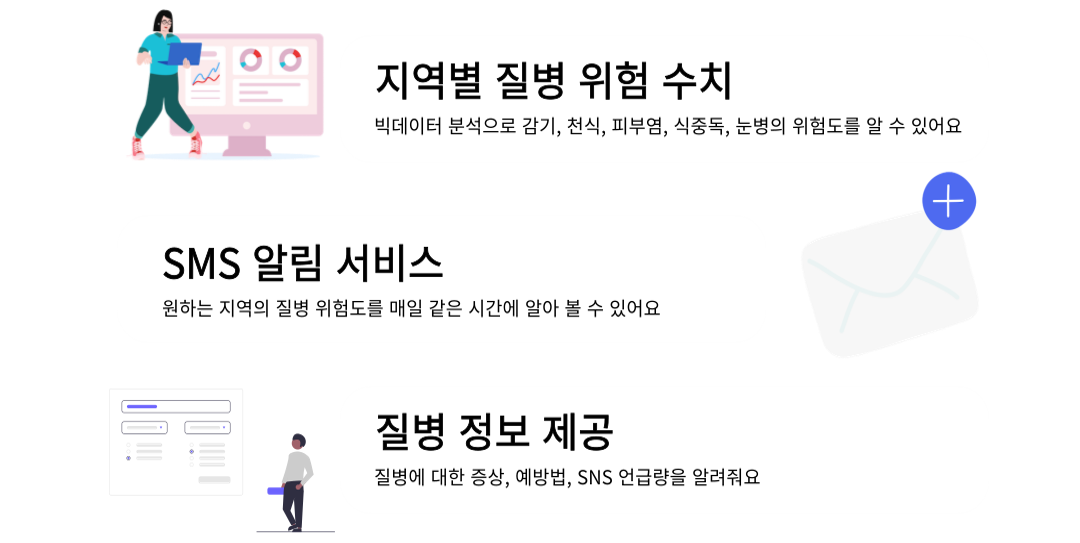 지역별 질병 위험 수치
빅데이터 분석으로 감기, 천식, 피부염, 식중독, 눈병의 위험도를 알 수 있어요
SMS 알림 서비스
원하는 지역의 질병 위험도를 매일 같은 시간에 알아 볼 수 있어요
질병 정보 제공
질병에 대한 증상, 예방법, SNS 언급량을 알려줘요